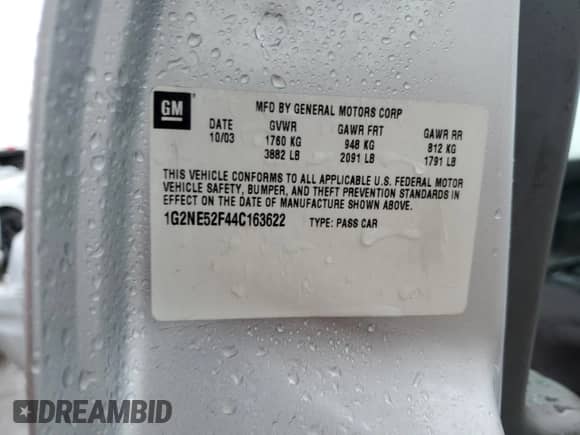 GM
MFD BY GENERAL MOTORS CORP
DATE GVWR GAWR FRT GAWR RR
10/03 1760 KG 948 KG 812 KG
3882 LB 2091 LB 1791 LB
THIS VEHICLE CONFORMS TO ALL APPLICABLE U.S. FEDERAL MOTOR
VEHICLE SAFETY, BUMPER, AND THEFT PREVENTION STANDARDS IN
EFFECT ON THE DATE OF MANUFACTURE SHOWN ABOVE.
1G2NE52F44C163622 TYPE: PASS CAR
DREAMBID